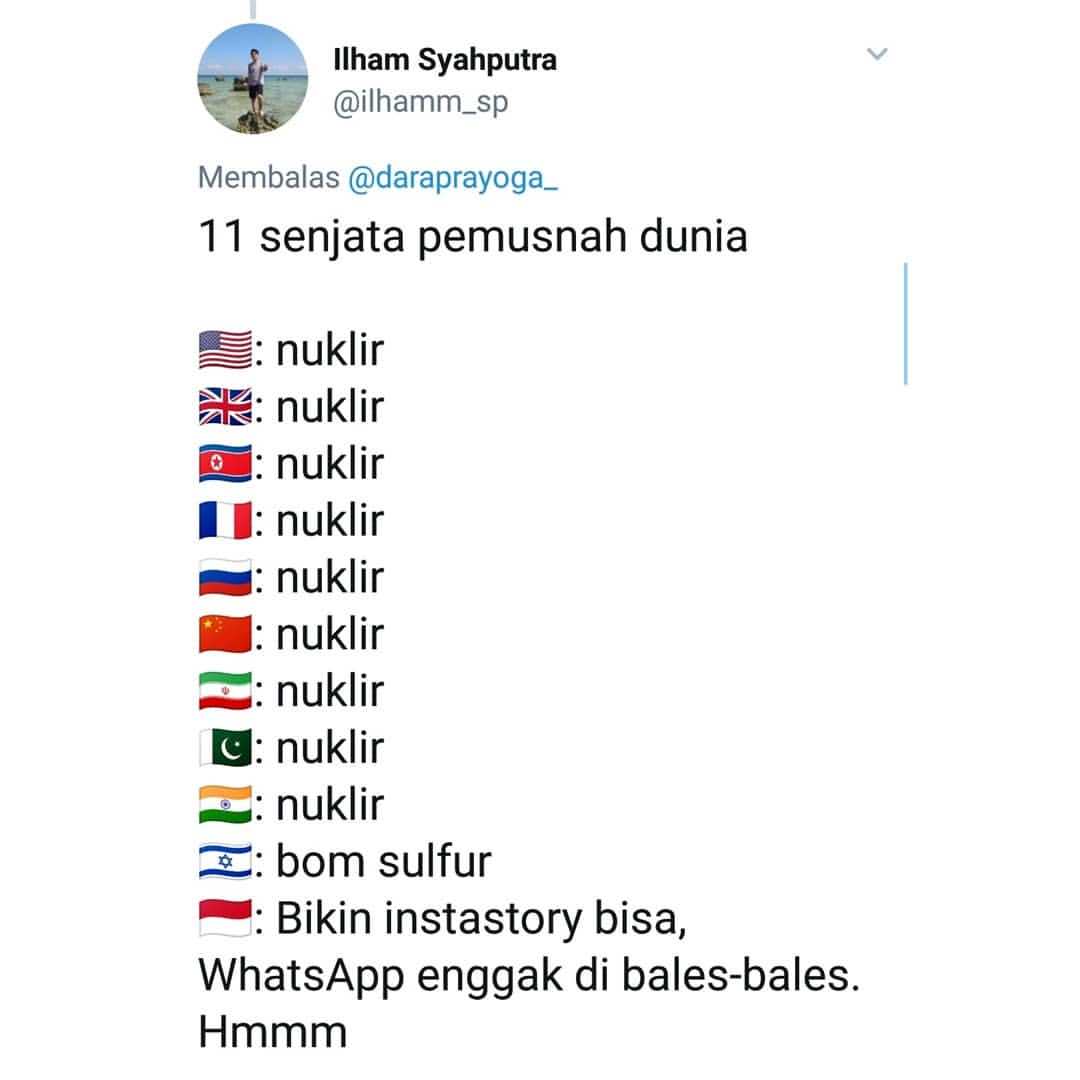 Ilham Syahputra
@ilhamm_sp
Membalas @daraprayoga_
11 senjata pemusnah dunia
🇺🇸: nuklir
🇬🇧: nuklir
🇰🇵: nuklir
🇫🇷: nuklir
🇷🇺: nuklir
🇨🇳: nuklir
🇮🇷: nuklir
🇵🇰: nuklir
🇮🇳: nuklir
🇮🇱: bom sulfur
🇮🇩: Bikin instastory bisa,
WhatsApp enggak di bales-bales.
Hmmm